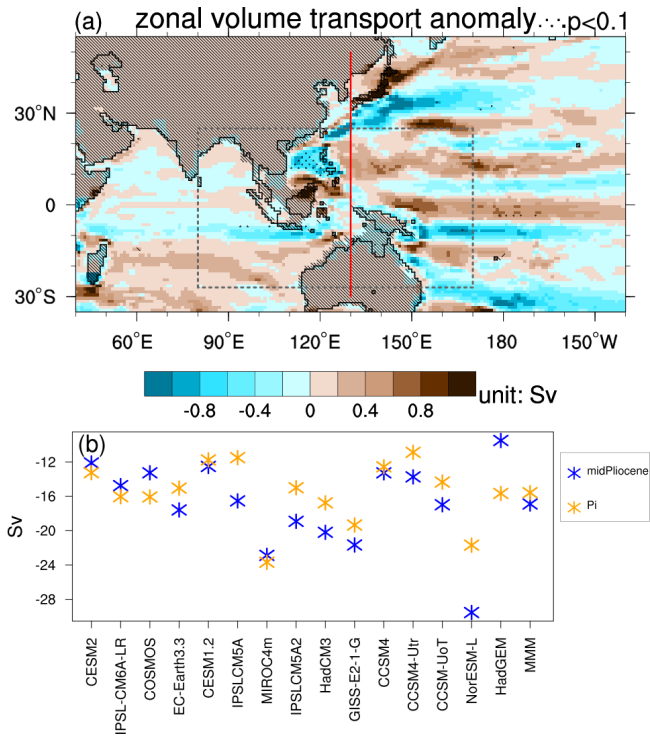 (a) zonal volume transport anomaly ... p<0.1
30°N
0
30°S
60°E 90°E 120°E 150°E 180° 150°W
-0.8 -0.4 0 0.4 0.8 unit: Sv
(b)
Sv
-12
-16
-20
-24
-28
midPliocene
Pi
CESM2
IPSL-CM6A-LR
COSMOS
EC-Earth3.3
CESM1.2
IPSLCM5A
MIROC4m
IPSLCM5A2
HadCM3
GISS-E2-1-G
CCSM4
CCSM4-Utr
CCSM-UoT
NorESM-L
HadGEM
MMM